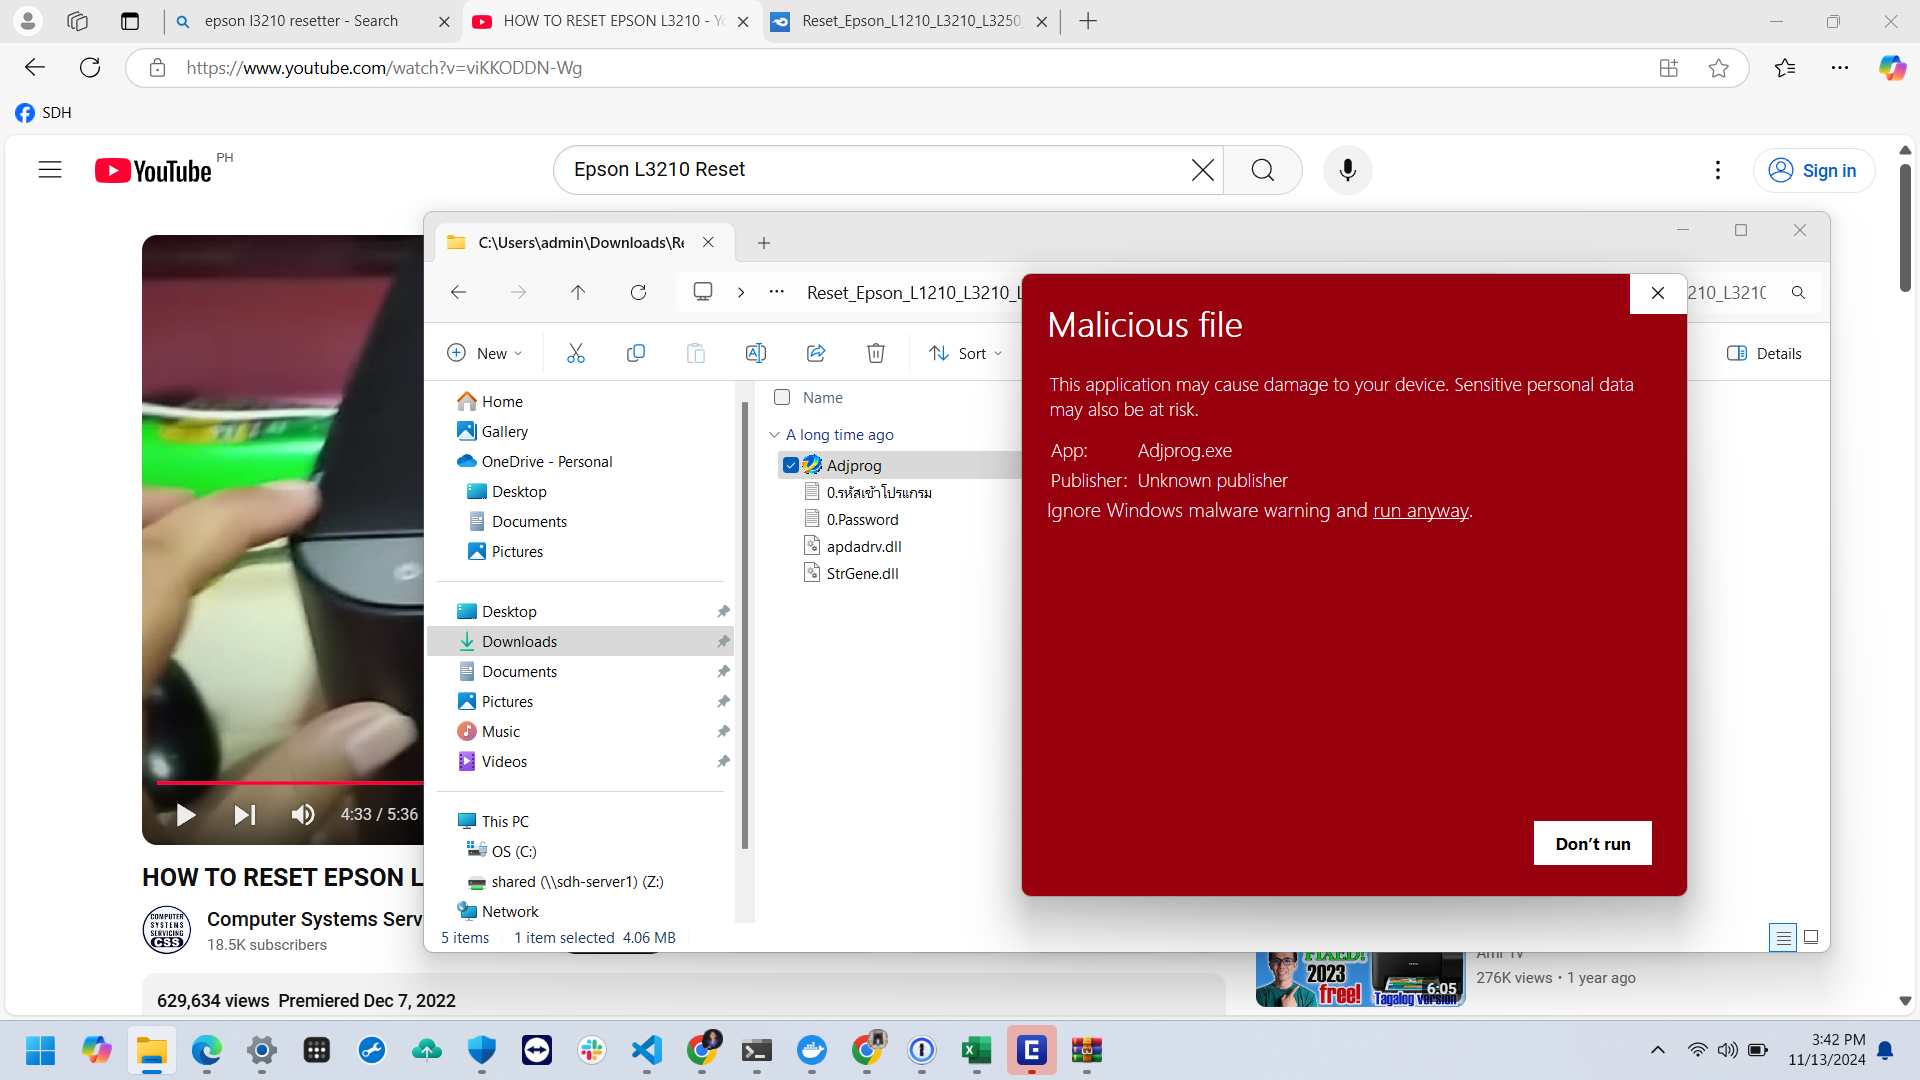 epson l3210 resetter - Search
HOW TO RESET EPSON L3210 - Yo
Reset_Epson_L1210_L3210_L3250_
https://www.youtube.com/watch?v=viKKODDN-Wg
SDH
YouTube PH
Epson L3210 Reset
Sign in
C:\Users\admin\Downloads\Re
Reset_Epson_L1210_L3210_L
210_L3210
New
Sort
Details
Home
Gallery
OneDrive - Personal
Desktop
Documents
Pictures
Desktop
Downloads
Documents
Pictures
Music
Videos
This PC
OS (C:)
shared (\\sdh-server1) (Z:)
Network
Name
A long time ago
Adjprog
0.รหัสเข้าโปรแกรม
0.Password
apdadrv.dll
StrGene.dll
5 items 1 item selected 4.06 MB
Malicious file
This application may cause damage to your device. Sensitive personal data
may also be at risk.
App: Adjprog.exe
Publisher: Unknown publisher
Ignore Windows malware warning and run anyway.
Don't run
4:33 / 5:36
HOW TO RESET EPSON L
COMPUTER
SYSTEMS
SERVICING
CSS
Computer Systems Serv
18.5K subscribers
629,634 views Premiered Dec 7, 2022
FIXED!
2023
free!
Tagalog version
6:05
276K views • 1 year ago
3:42 PM
11/13/2024